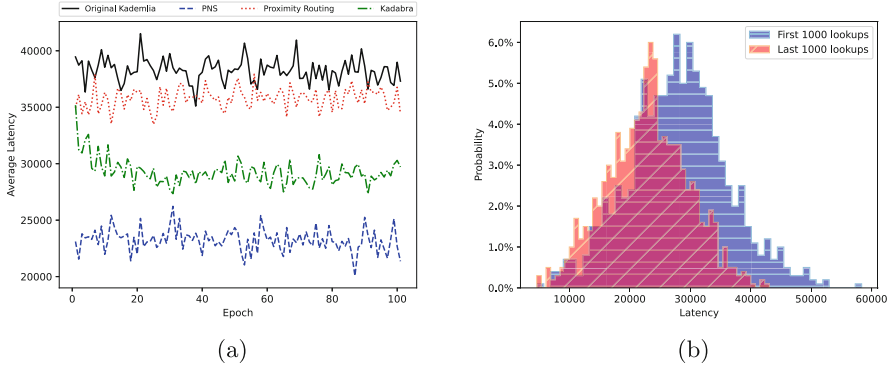 Original Kademlia PNS Proximity Routing Kadabra
40000
35000
30000
25000
20000
Average Latency
0 20 40 60 80 100
Epoch
(a)
First 1000 lookups
Last 1000 lookups
6.0%
5.0%
4.0%
3.0%
2.0%
1.0%
0.0%
Probability
10000 20000 30000 40000 50000 60000
Latency
(b)